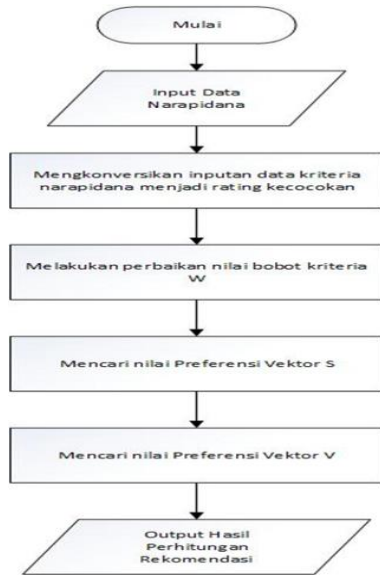 Mulai
Input Data
Narapidana
Mengkonversikan inputan data kriteria
narapidana menjadi rating kecocokan
Melakukan perbaikan nilai bobot kriteria
W
Mencari nilai Preferensi Vektor S
Mencari nilai Preferensi Vektor V
Output Hasil
Perhitungan
Rekomendasi